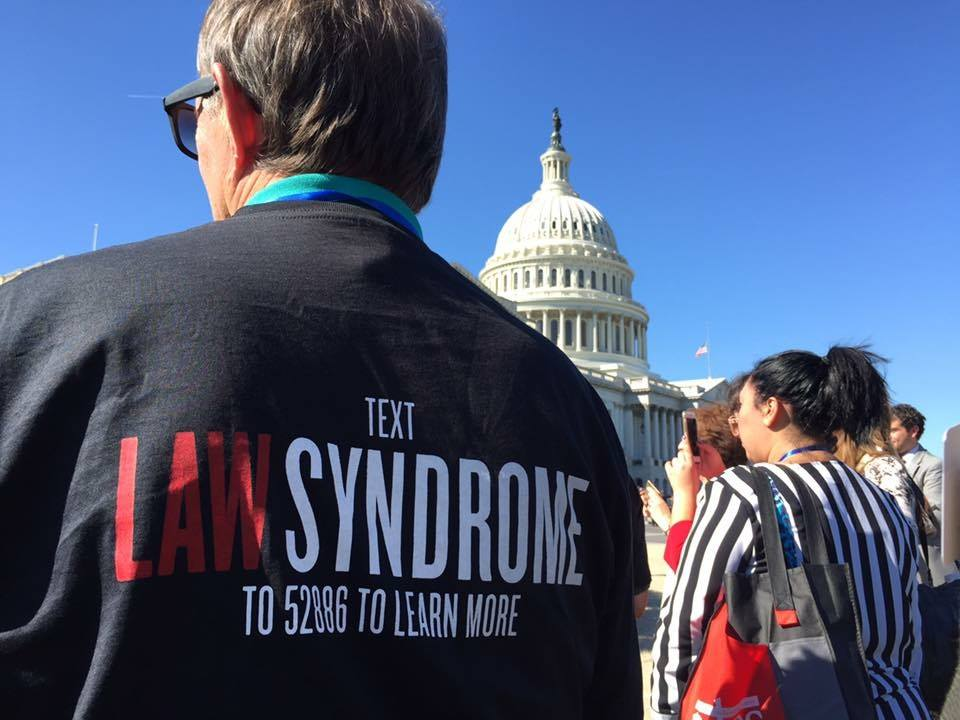 TEXT
LAWSYNDROME
TO 52886 TO LEARN MORE